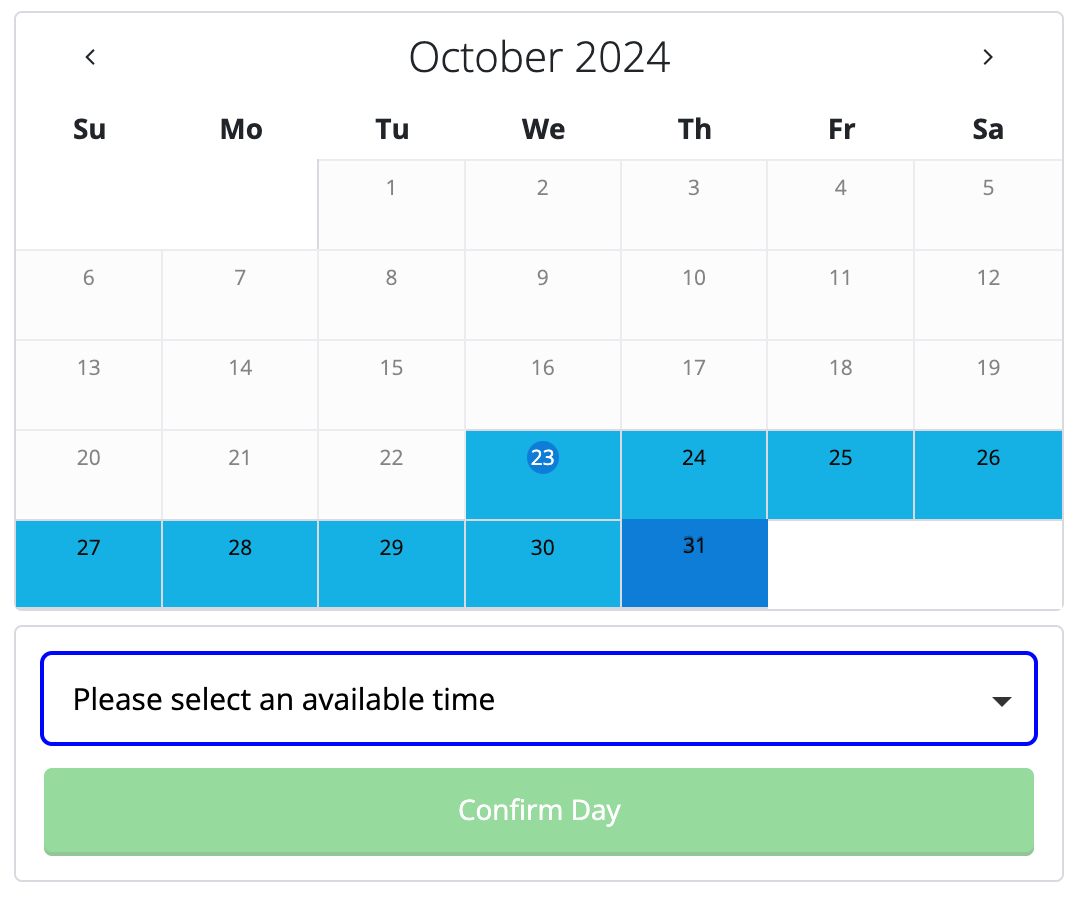 October 2024
Su Mo Tu We Th Fr Sa
1 2 3 4 5
6 7 8 9 10 11 12
13 14 15 16 17 18 19
20 21 22 23 24 25 26
27 28 29 30 31
Please select an available time
Confirm Day